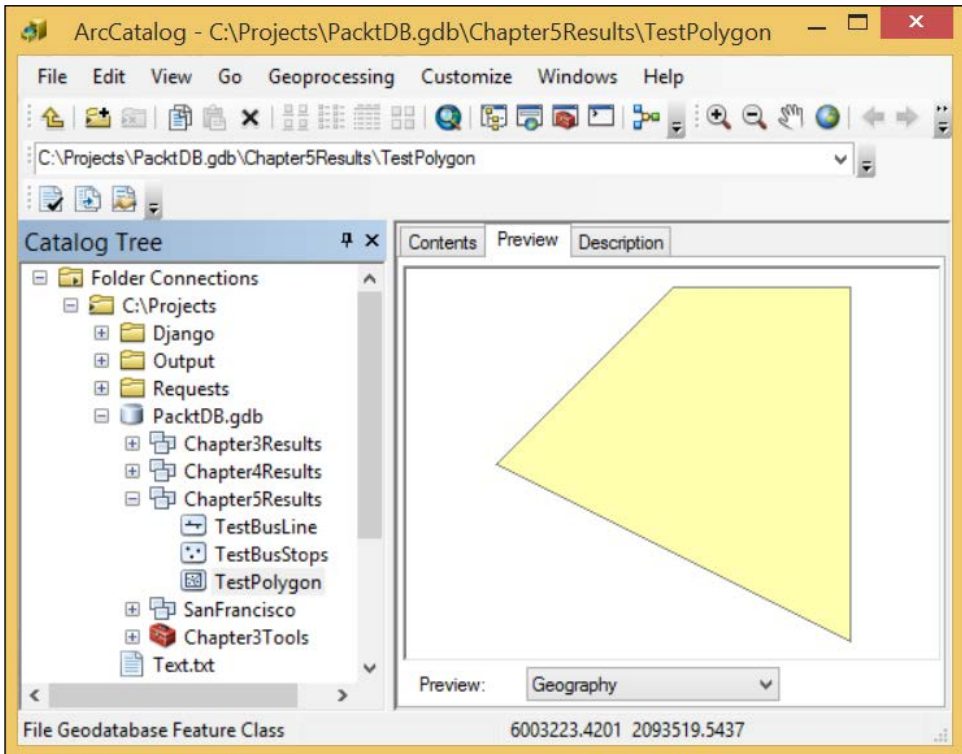 ArcCatalog - C:\Projects\PacktDB.gdb\Chapter5Results\TestPolygon
File Edit View Go Geoprocessing Customize Windows Help
C:\Projects\PacktDB.gdb\Chapter5Results\TestPolygon
Catalog Tree
Folder Connections
C:\Projects
Django
Output
Requests
PacktDB.gdb
Chapter3Results
Chapter4Results
Chapter5Results
TestBusLine
TestBusStops
TestPolygon
SanFrancisco
Chapter3Tools
Text.txt
Contents Preview Description
Preview: Geography
File Geodatabase Feature Class 6003223.4201 2093519.5437